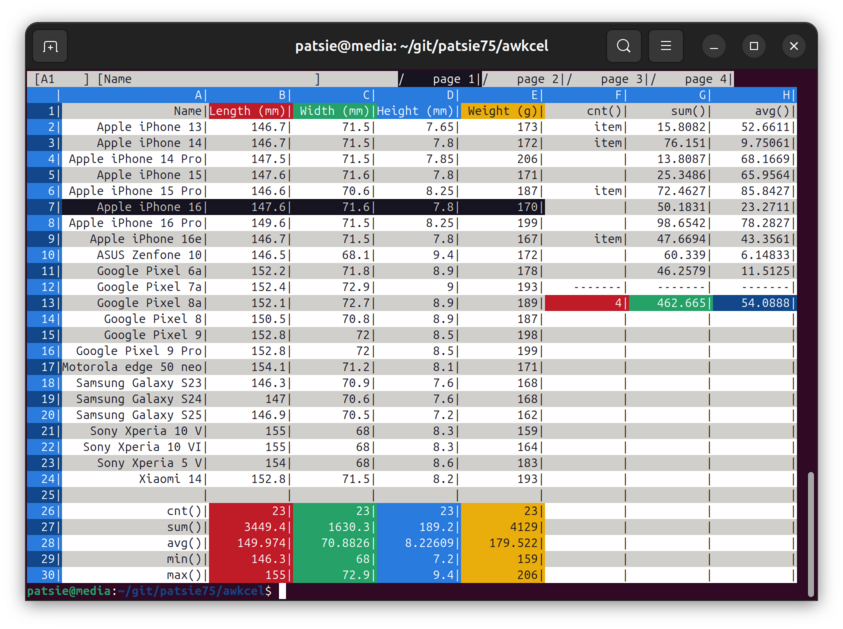 patsie@media: ~/git/patsie75/awkcel
[A1 ] [Name ] / page 1|/ page 2|/ page 3|/ page 4|
| A| B| C| D| E| F| G| H|
1| Name|Length (mm)| Width (mm)|Height (mm)| Weight (g)| cnt()| sum()| avg()|
2| Apple iPhone 13| 146.7| 71.5| 7.65| 173| item| 15.8082| 52.6611|
3| Apple iPhone 14| 146.7| 71.5| 7.8| 172| item| 76.151| 9.75061|
4| Apple iPhone 14 Pro| 147.5| 71.5| 7.85| 206| | 13.8087| 68.1669|
5| Apple iPhone 15| 147.6| 71.6| 7.8| 171| | 25.3486| 65.9564|
6| Apple iPhone 15 Pro| 146.6| 70.6| 8.25| 187| item| 72.4627| 85.8427|
7| Apple iPhone 16| 147.6| 71.6| 7.8| 170| | 50.1831| 23.2711|
8| Apple iPhone 16 Pro| 149.6| 71.5| 8.25| 199| | 98.6542| 78.2827|
9| Apple iPhone 16e| 146.7| 71.5| 7.8| 167| item| 47.6694| 43.3561|
10| ASUS Zenfone 10| 146.5| 68.1| 9.4| 172| | 60.339| 6.14833|
11| Google Pixel 6a| 152.2| 71.8| 8.9| 178| | 46.2579| 11.5125|
12| Google Pixel 7a| 152.4| 72.9| 9| 193| -------| -------| -------|
13| Google Pixel 8a| 152.1| 72.7| 8.9| 189| 4| 462.665| 54.0888|
14| Google Pixel 8| 150.5| 70.8| 8.9| 187| | | |
15| Google Pixel 9| 152.8| 72| 8.5| 198| | | |
16| Google Pixel 9 Pro| 152.8| 72| 8.5| 199| | | |
17|Motorola edge 50 neo| 154.1| 71.2| 8.1| 171| | | |
18| Samsung Galaxy S23| 146.3| 70.9| 7.6| 168| | | |
19| Samsung Galaxy S24| 147| 70.6| 7.6| 168| | | |
20| Samsung Galaxy S25| 146.9| 70.5| 7.2| 162| | | |
21| Sony Xperia 10 V| 155| 68| 8.3| 159| | | |
22| Sony Xperia 10 VI| 155| 68| 8.3| 164| | | |
23| Sony Xperia 5 V| 154| 68| 8.6| 183| | | |
24| Xiaomi 14| 152.8| 71.5| 8.2| 193| | | |
25| | | | | | | | |
26| cnt()| 23| 23| 23| 23| | | |
27| sum()| 3449.4| 1630.3| 189.2| 4129| | | |
28| avg()| 149.974| 70.8826| 8.22609| 179.522| | | |
29| min()| 146.3| 68| 7.2| 159| | | |
30| max()| 155| 72.9| 9.4| 206| | | |
patsie@media:~/git/patsie75/awkcel$